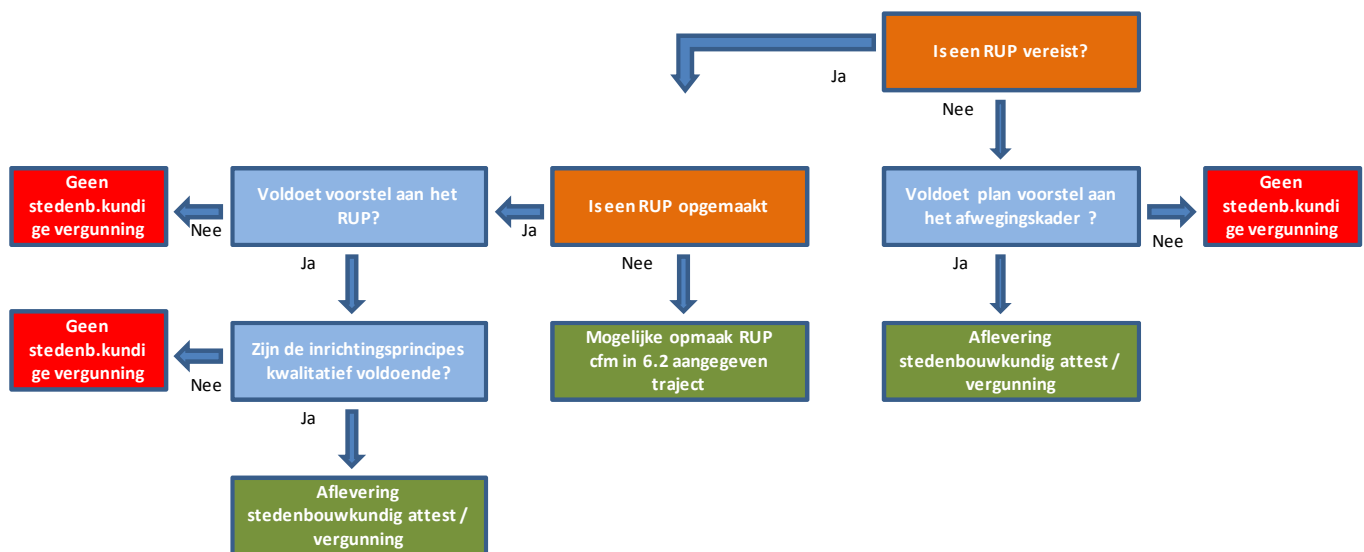 Is een RUP vereist?
Ja
Nee
Geen
stedenb.kundi
ge vergunning
Nee
Voldoet voorstel aan het
RUP?
Ja
Is een RUP opgemaakt
Voldoet plan voorstel aan
het afwegingskader ?
Nee
Geen
stedenb.kundi
ge vergunning
Ja
Nee
Ja
Geen
stedenb.kundi
ge vergunning
Nee
Zijn de inrichtingsprincipes
kwalitatief voldoende?
Mogelijke opmaak RUP
cfm in 6.2 aangegeven
traject
Aflevering
stedenbouwkundig attest /
vergunning
Ja
Aflevering
stedenbouwkundig attest /
vergunning